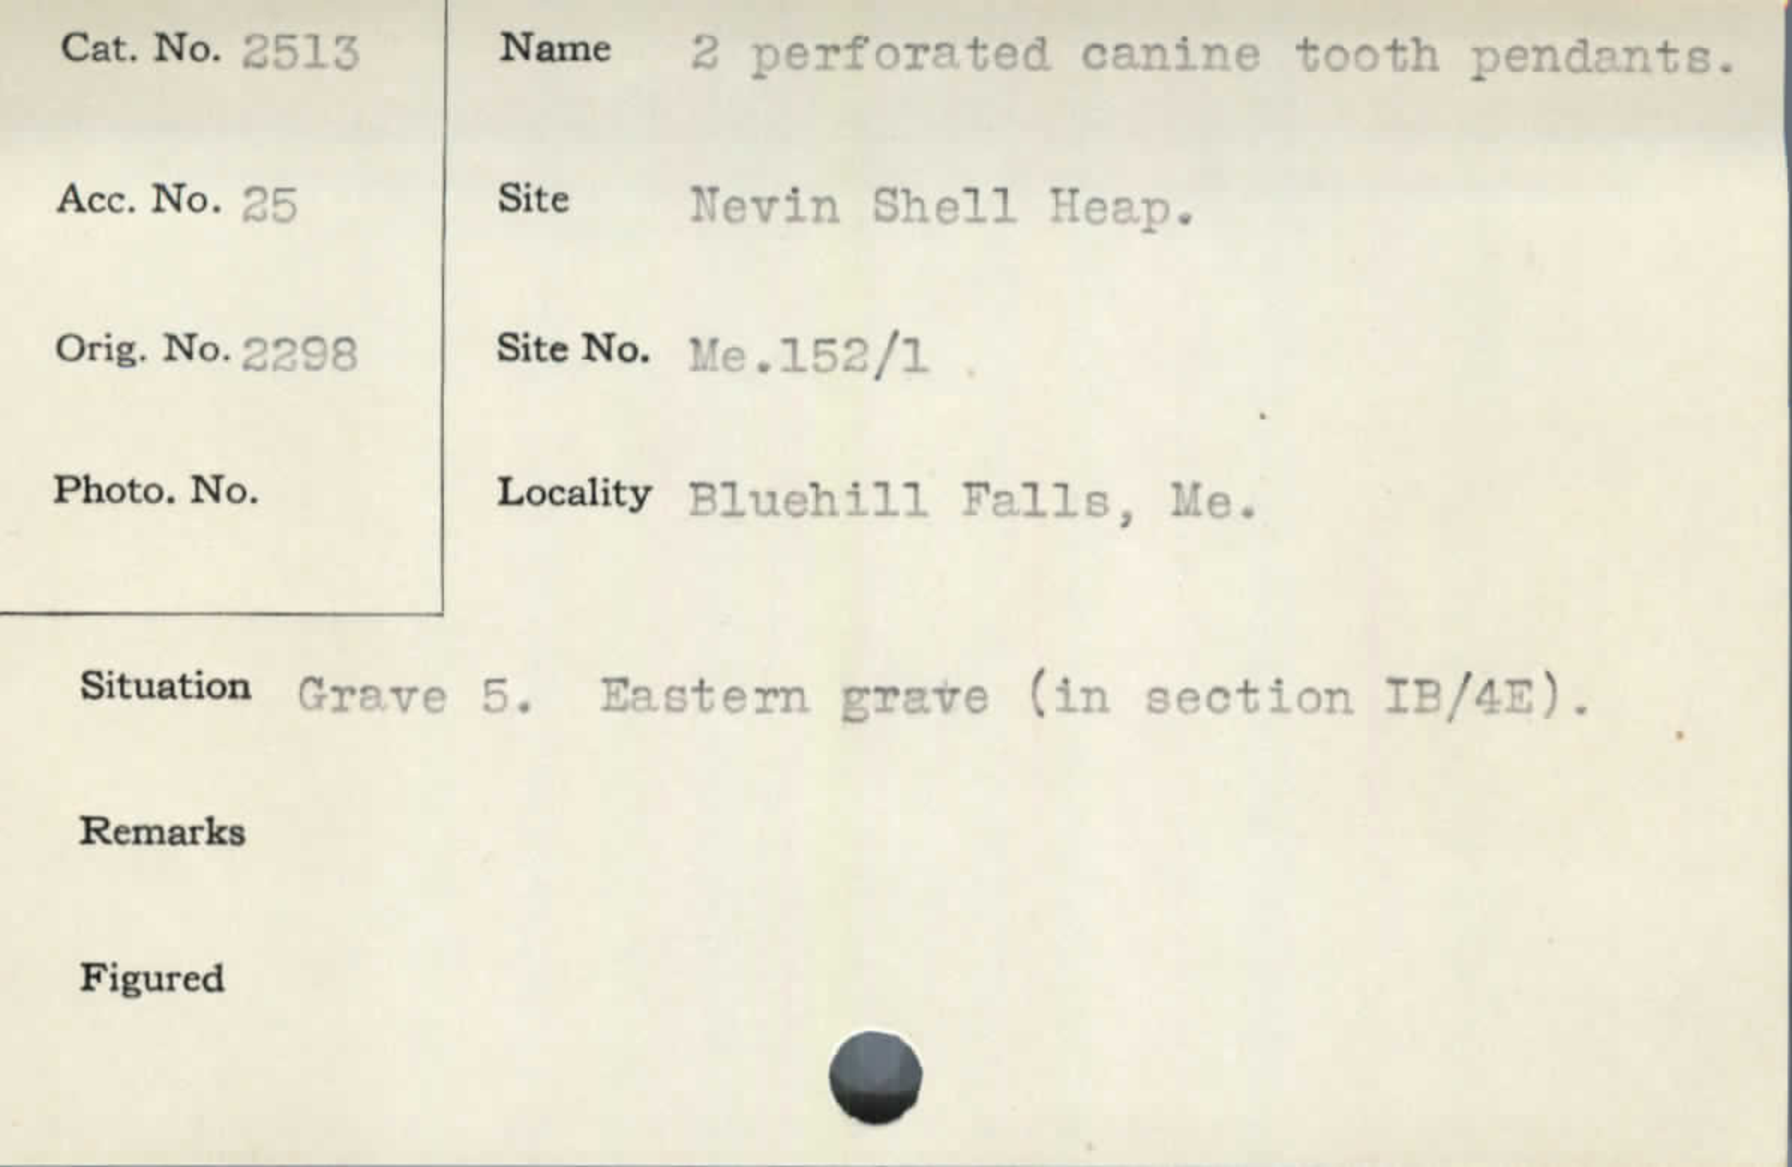 Cat. No. 2513
Name 2 perforated canine tooth pendants.
Acc. No. 25
Site Nevin Shell Heap.
Orig. No. 2298
Site No. Me.152/1
Photo. No.
Locality Bluehill Falls, Me.
Situation Grave 5. Eastern grave (in section IB/4E).
Remarks
Figured